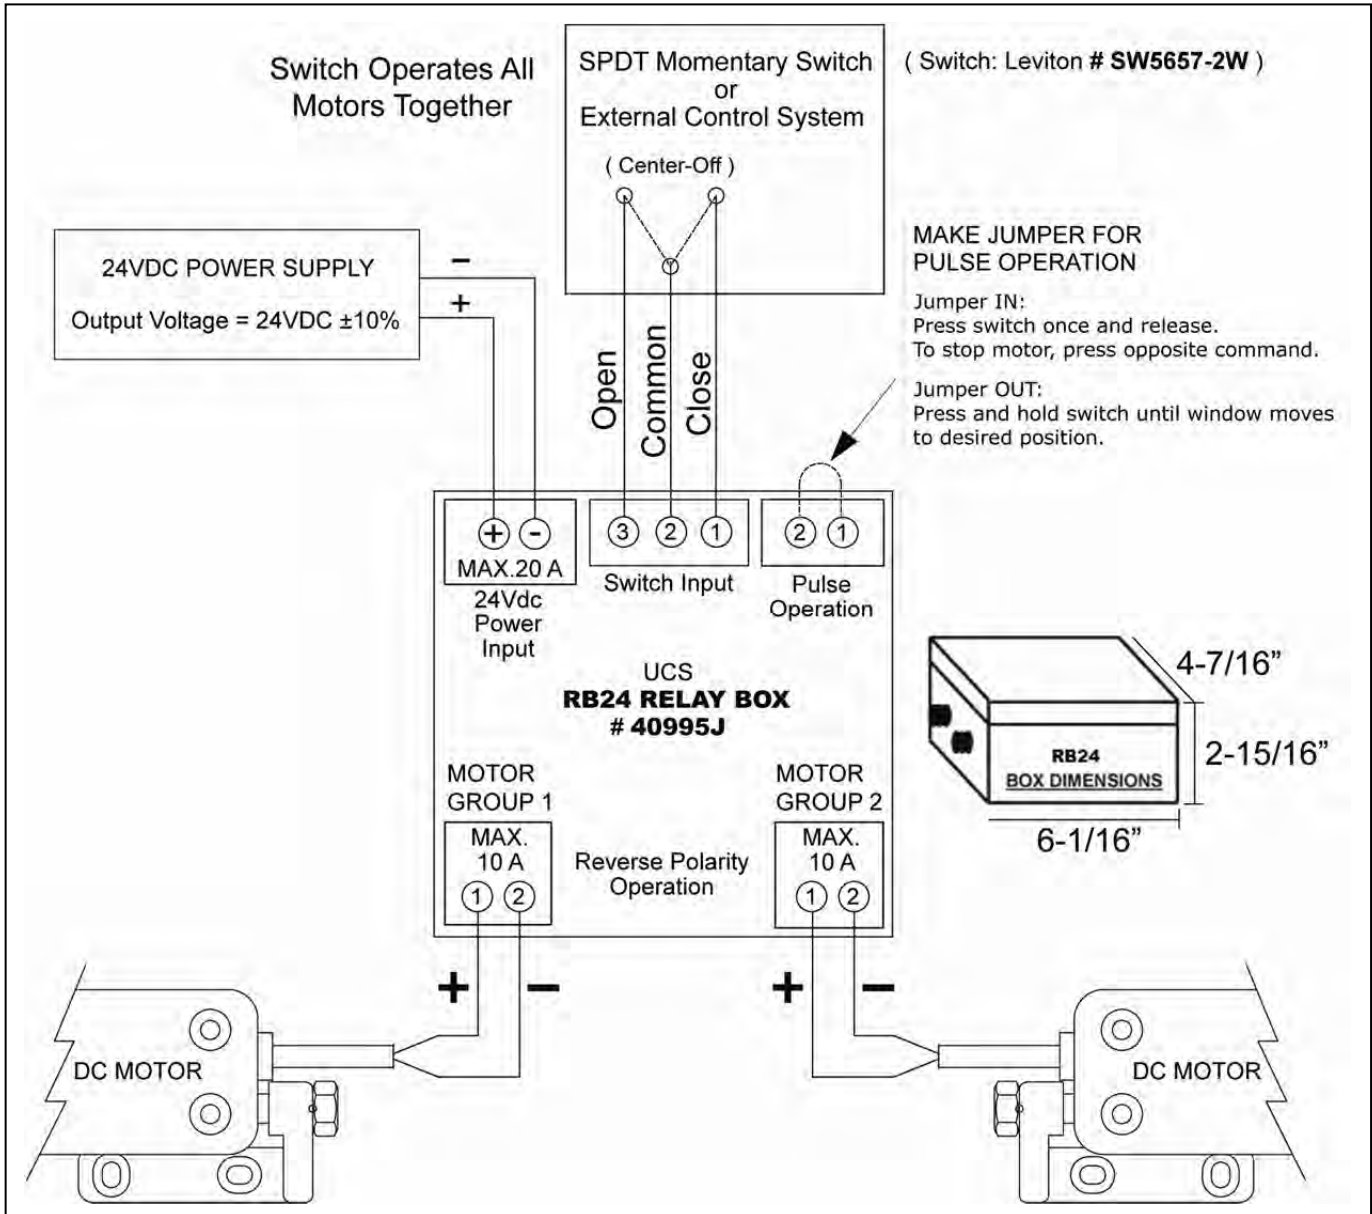 Switch Operates All
Motors Together
SPDT Momentary Switch
or
External Control System
( Center-Off )
( Switch: Leviton # SW5657-2W )
24VDC POWER SUPPLY
Output Voltage = 24VDC ±10%
−
+
Open
Common
Close
MAKE JUMPER FOR
PULSE OPERATION
Jumper IN:
Press switch once and release.
To stop motor, press opposite command.
Jumper OUT:
Press and hold switch until window moves
to desired position.
+ -
MAX.20 A
24Vdc
Power
Input
3 2 1
Switch Input
2 1
Pulse
Operation
UCS
RB24 RELAY BOX
# 40995J
4-7/16”
2-15/16”
6-1/16”
RB24
BOX DIMENSIONS
MOTOR
GROUP 1
MAX.
10 A
1 2
Reverse Polarity
Operation
MOTOR
GROUP 2
MAX.
10 A
1 2
+ −
+ −
DC MOTOR
DC MOTOR